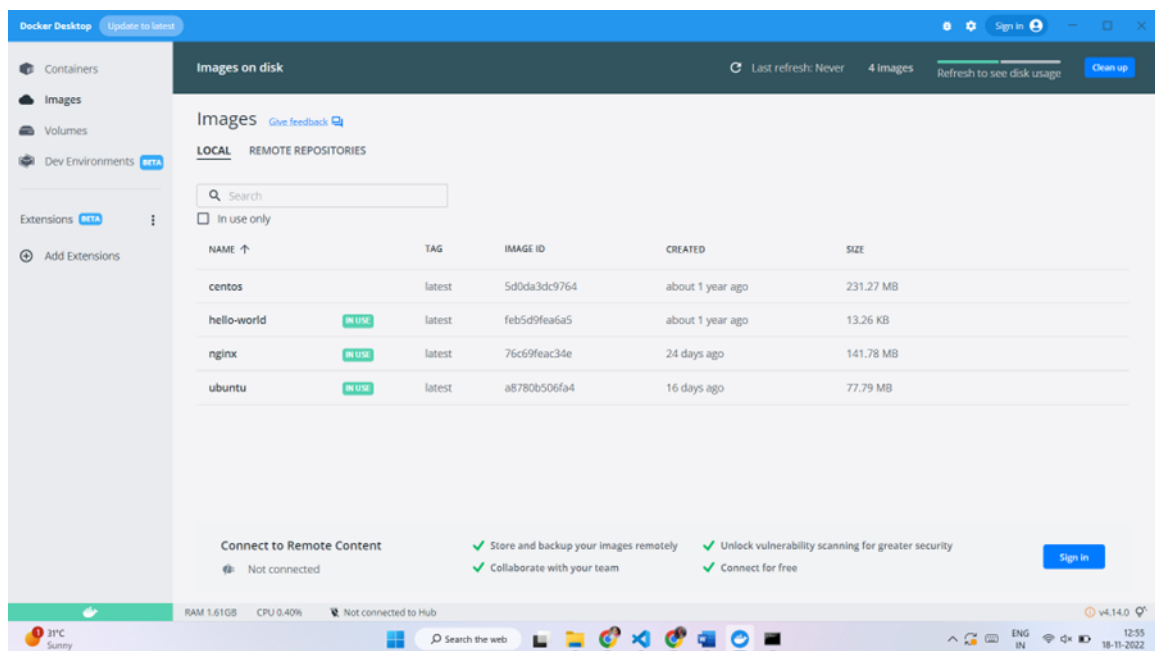 Docker Desktop Update to latest Sign in
Containers
Images
Volumes
Dev Environments BETA
Extensions BETA
Add Extensions
Images on disk Last refresh: Never 4 images Refresh to see disk usage Clean up
Images Give feedback
LOCAL REMOTE REPOSITORIES
Search
In use only
NAME TAG IMAGE ID CREATED SIZE
centos latest 5d0da3dc9764 about 1 year ago 231.27 MB
hello-world IN USE latest feb5d9fea6a5 about 1 year ago 13.26 KB
nginx IN USE latest 76c69feac34e 24 days ago 141.78 MB
ubuntu IN USE latest a8780b506fa4 16 days ago 77.79 MB
Connect to Remote Content
Not connected
Store and backup your images remotely Unlock vulnerability scanning for greater security
Collaborate with your team Connect for free
Sign in
RAM 1.61GB CPU 0.40% Not connected to Hub v4.14.0
1 31°C
Sunny
Search the web
ENG
IN
12:55
18-11-2022